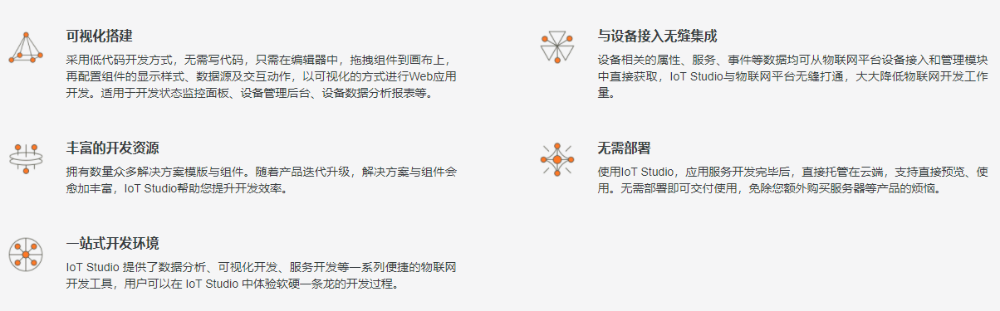 可视化搭建
采用低代码开发方式，无需写代码，只需在编辑器中，拖拽组件到画布上，
再配置组件的显示样式、数据源及交互动作，以可视化的方式进行Web应用
开发。适用于开发状态监控面板、设备管理后台、设备数据分析报表等。
与设备接入无缝集成
设备相关的属性、服务、事件等数据均可从物联网平台设备接入和管理模块
中直接获取，IoT Studio与物联网平台无缝打通，大大降低物联网开发工作
量。
丰富的开发资源
拥有数量众多解决方案模版与组件。随着产品迭代升级，解决方案与组件会
愈加丰富，IoT Studio帮助您提升开发效率。
无需部署
使用IoT Studio，应用服务开发完毕后，直接托管在云端，支持直接预览、使
用。无需部署即可交付使用，免除您额外购买服务器等产品的烦恼。
一站式开发环境
IoT Studio 提供了数据分析、可视化开发、服务开发等一系列便捷的物联网
开发工具，用户可以在 IoT Studio 中体验软硬一条龙的开发过程。